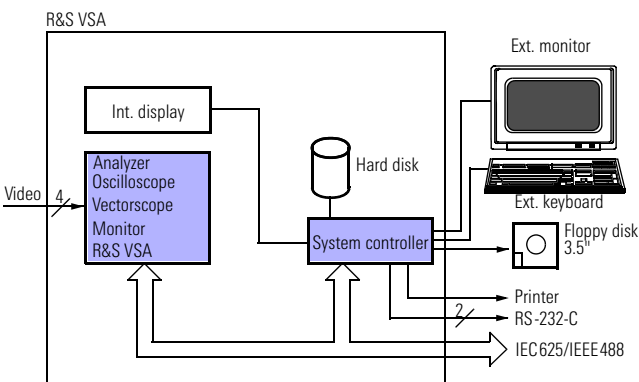 R&S VSA
Ext. monitor
Int. display
Hard disk
Analyzer
Oscilloscope
Vectorscope
Monitor
R&S VSA
Video
4
Ext. keyboard
System controller
Floppy disk
3.5"
Printer
2
RS-232-C
IEC625/IEEE488